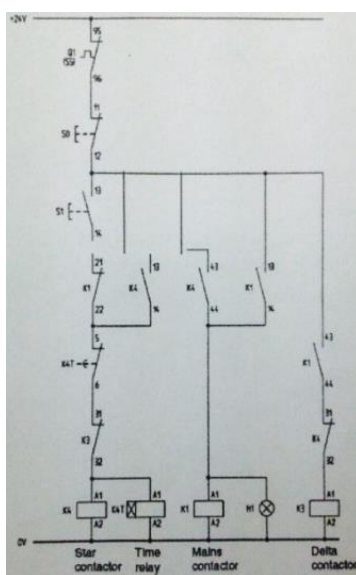 +24V
95
Q1
96
11
S0
12
13
S1
14
21
K1
22
13
K4
14
43
K4
44
13
K1
14
5
K4T
6
43
K1
44
31
K3
32
31
K4
32
A1
K4
A2
A1
K4T
A2
A1
K1
A2
H1
A1
K3
A2
0V
Star
contactor
Time
relay
Mains
contactor
Delta
contactor